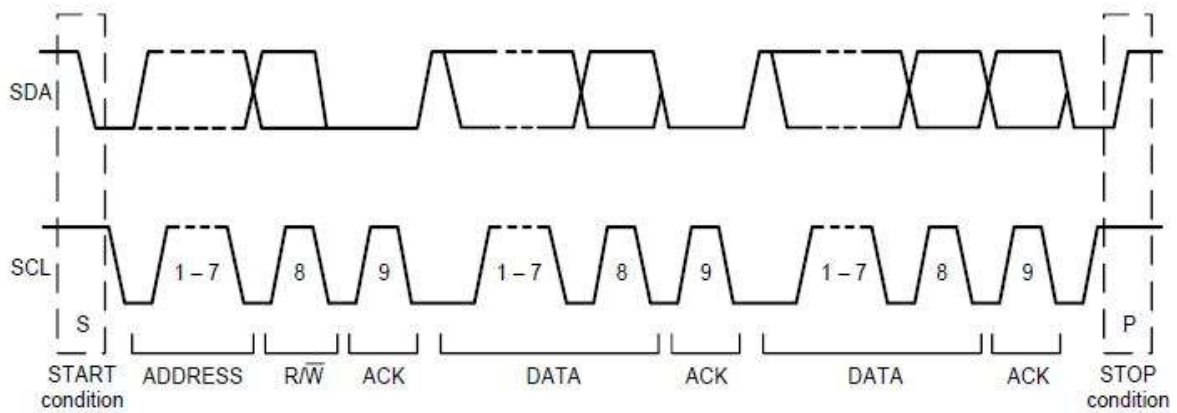 SDA
SCL
1 – 7 8 9 1 – 7 8 9 1 – 7 8 9
S P
START ADDRESS R/W̅ ACK DATA ACK DATA ACK STOP
condition condition